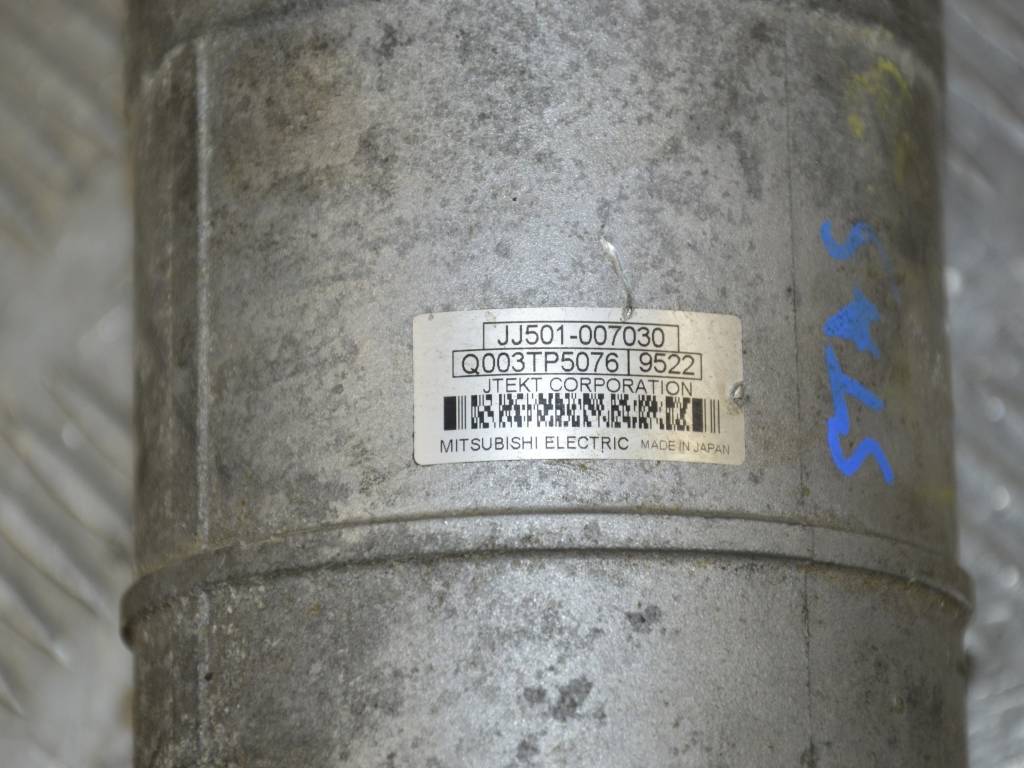 JJ501-007030
Q003TP5076 9522
JTEKT CORPORATION
MITSUBISHI ELECTRIC MADE IN JAPAN